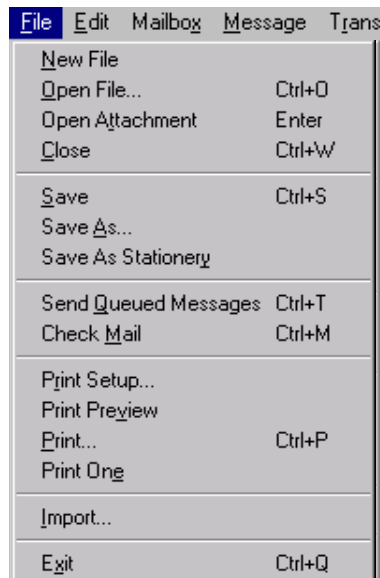 File Edit Mailbox Message Trans
New File
Open File... Ctrl+O
Open Attachment Enter
Close Ctrl+W
Save Ctrl+S
Save As...
Save As Stationery
Send Queued Messages Ctrl+T
Check Mail Ctrl+M
Print Setup...
Print Preview
Print... Ctrl+P
Print One
Import...
Exit Ctrl+Q